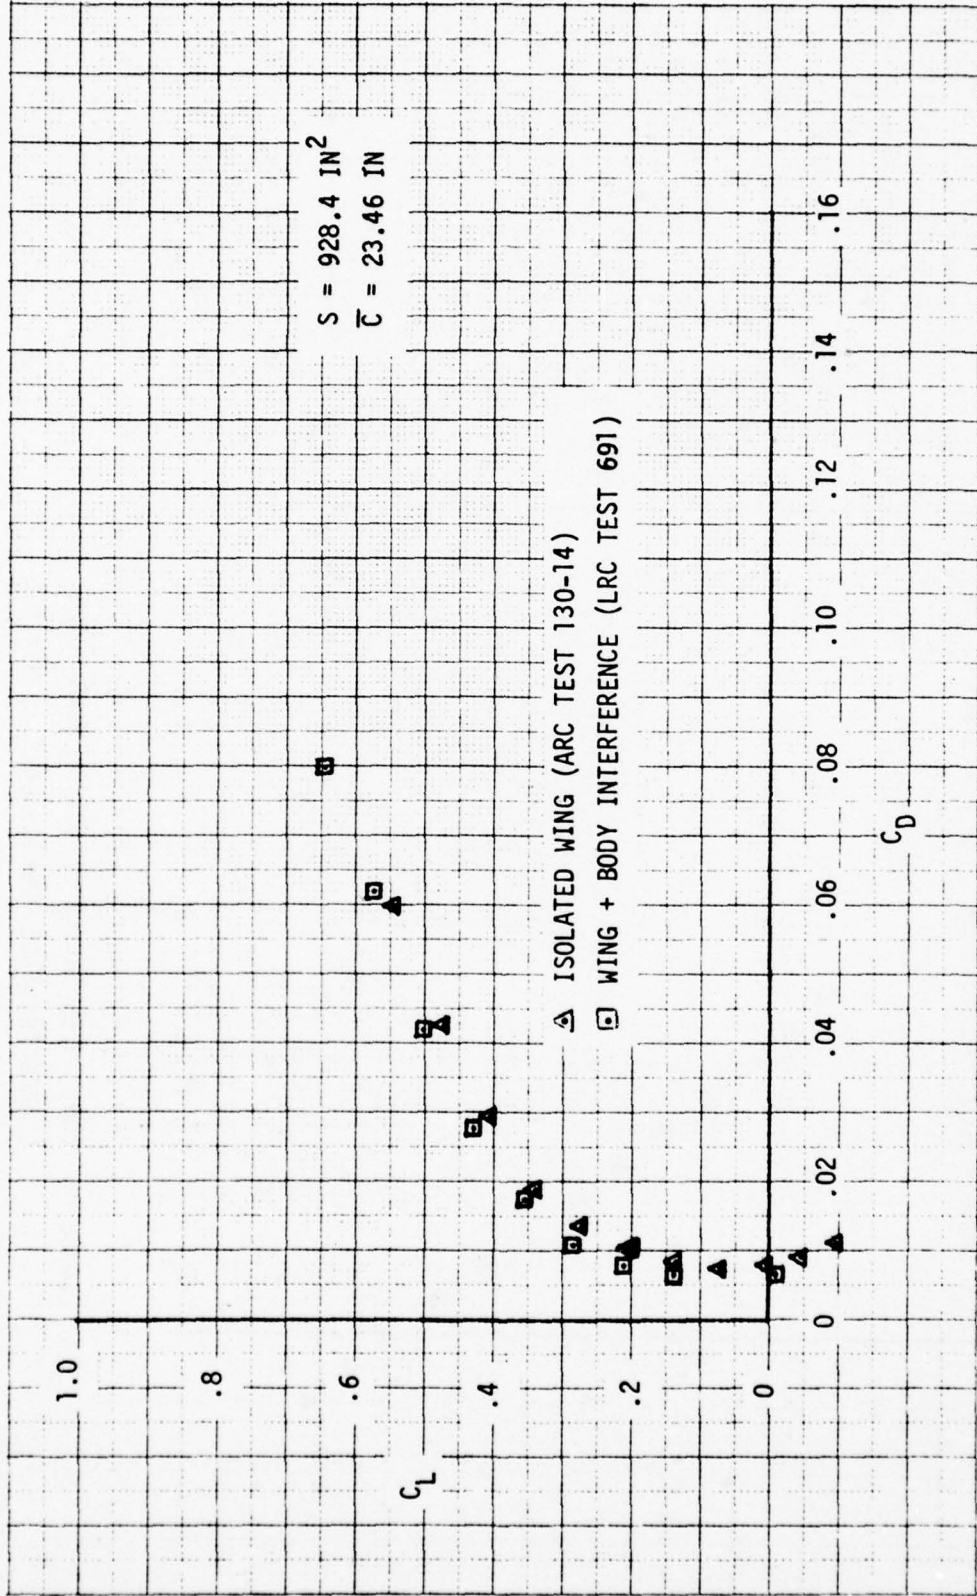 S = 928.4 IN²
C̅ = 23.46 IN
ISOLATED WING (ARC TEST 130-14)
WING + BODY INTERFERENCE (LRC TEST 691)
C_L
1.0
.8
.6
.4
.2
0
0
.02
.04
.06
.08
.10
.12
.14
.16
C_D